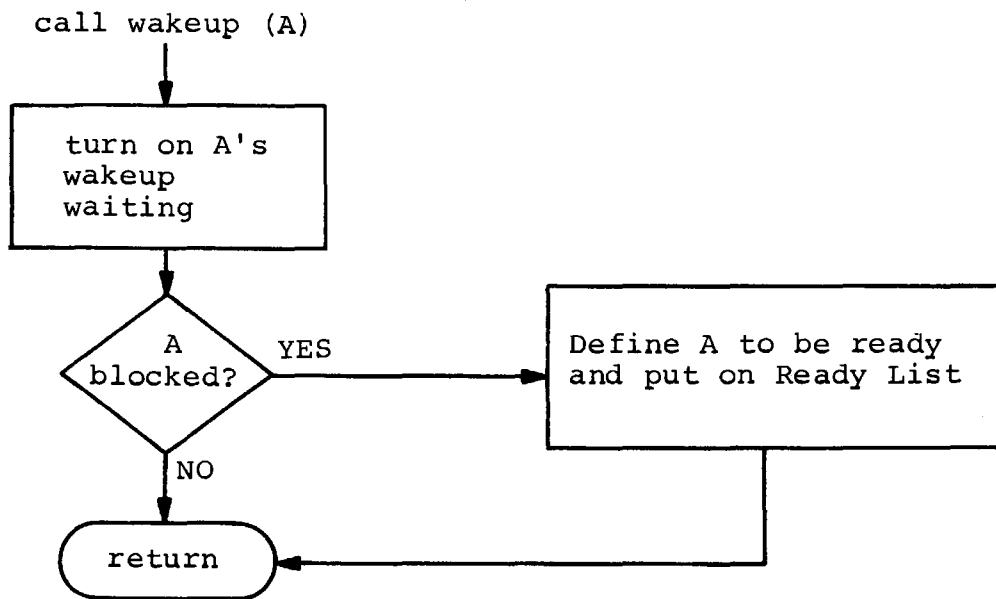 call wakeup (A)
turn on A's
wakeup
waiting
A
blocked?
YES
Define A to be ready
and put on Ready List
NO
return